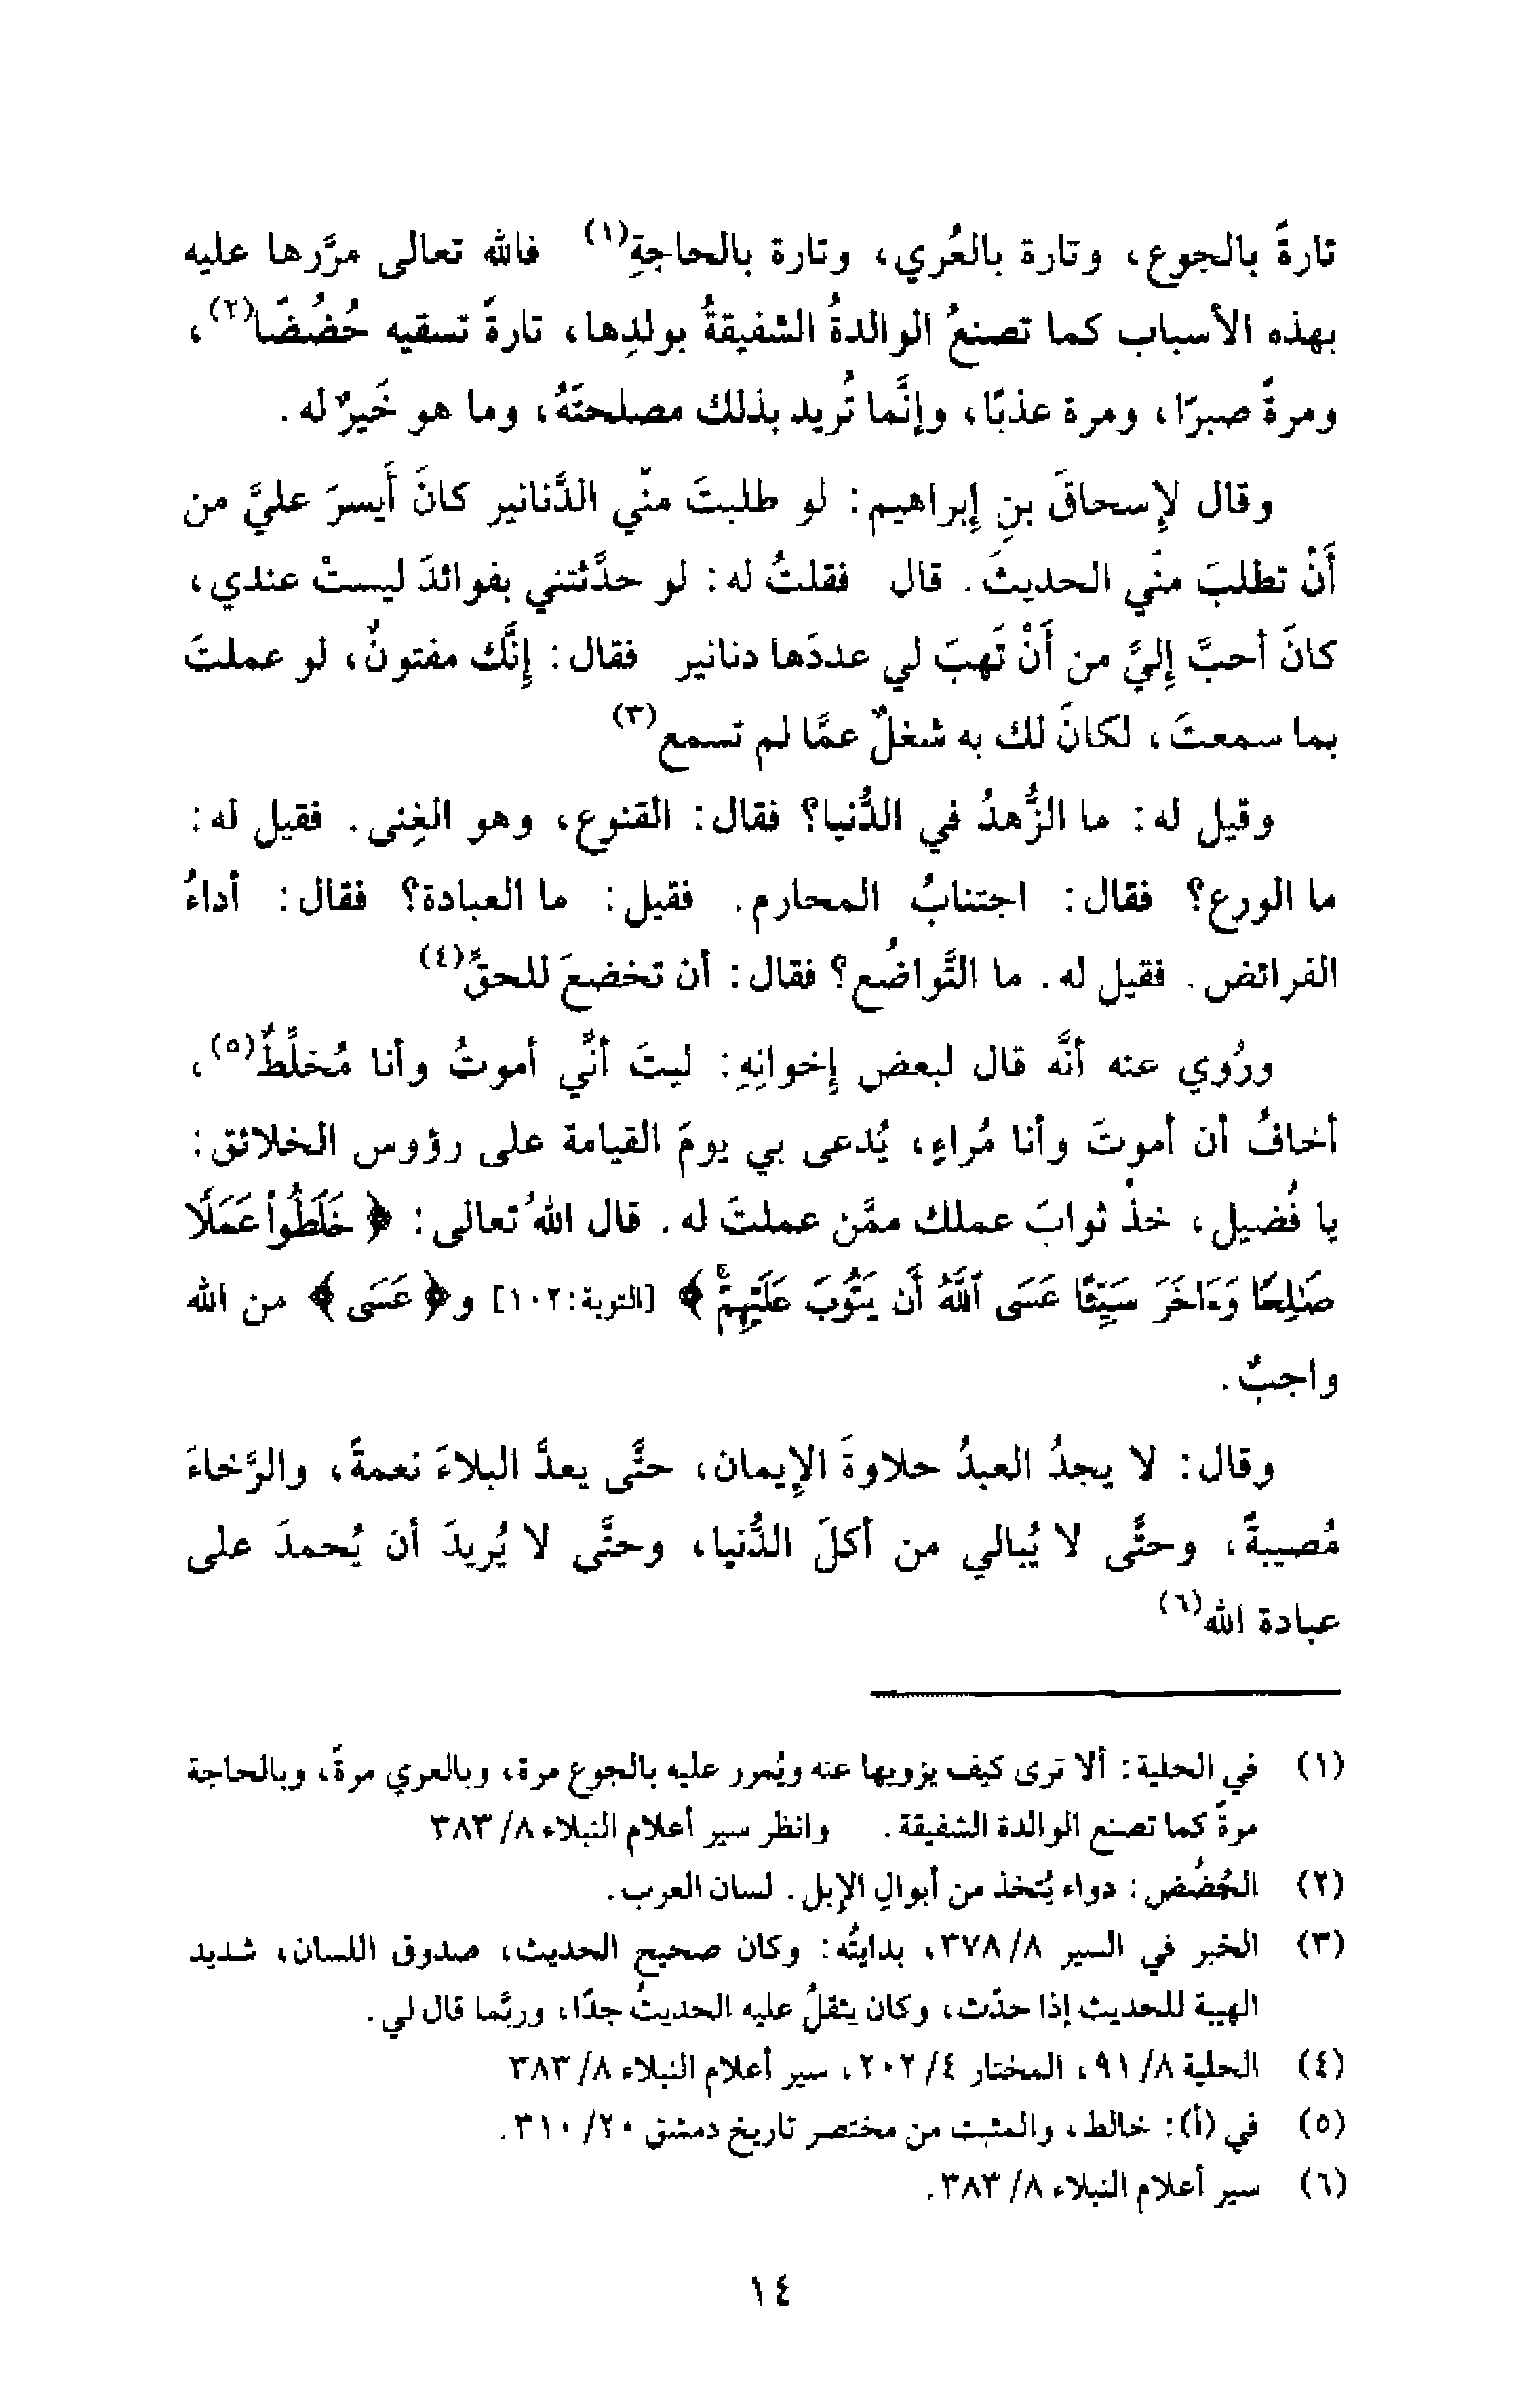 تارةً بالجوع، وتارة بالعُري، وتارة بالحاجةِ(١) فالله تعالى مرَّرها عليه
بهذه الأسباب كما تصنعُ الوالدةُ الشفيقةُ بولدِها، تارةً تسقيه حُضُضًا(٢)،
ومرةً صبرًا، ومرة عذبًا، وإنَّما تُريد بذلك مصلحتَهُ، وما هو خَيرٌ له.
وقال لإِسحاقَ بنِ إبراهيم: لو طلبتَ منّي الدَّنانير كانَ أَيسرَ عليَّ من
أَنْ تطلبَ منّي الحديثَ. قال فقلتُ له: لو حدَّثتني بفوائدَ ليستْ عندي،
كانَ أحبَّ إليَّ من أَنْ تَهبَ لي عددَها دنانير فقال: إنَّك مفتونٌ، لو عملتَ
بما سمعتَ، لكانَ لك به شغلٌ عمَّا لم تسمع(٣)
وقيل له: ما الزُّهدُ في الدُّنيا؟ فقال: القنوع، وهو الغِنى. فقيل له:
ما الورع؟ فقال: اجتنابُ المحارم. فقيل: ما العبادة؟ فقال: أداءُ
الفرائض. فقيل له. ما التَّواضُع؟ فقال: أن تخضعَ للحقِّ(٤)
ورُوي عنه أنَّه قال لبعض إخوانِهِ: ليتَ أنِّي أموتُ وأنا مُخلِّطٌ(٥)،
أخافُ أن أموتَ وأنا مُراءٍ، يُدعى بي يومَ القيامة على رؤوس الخلائق:
يا فُضيل، خذْ ثوابَ عملك ممَّن عملتَ له. قال اللهُ تعالى: ﴿خَلَطُوا۟ عَمَلًا
صَـٰلِحًا وَءَاخَرَ سَيِّئًا عَسَى ٱللَّهُ أَن يَتُوبَ عَلَيْهِمْۚ﴾ [التوبة:١٠٢] و﴿عَسَى﴾ من الله
واجبٌ.
وقال: لا يجدُ العبدُ حلاوةَ الإيمان، حتَّى يعدَّ البلاءَ نعمةً، والرَّخاءَ
مُصيبةً، وحتَّى لا يُبالي من أكلَ الدُّنيا، وحتَّى لا يُريدَ أن يُحمدَ على
عبادة الله(٦)
(١) في الحلية: ألا ترى كيف يزويها عنه ويُمرر عليه بالجوع مرة، وبالعري مرةً، وبالحاجة
مرةً كما تصنع الوالدة الشفيقة. وانظر سير أعلام النبلاء ٨/ ٣٨٣
(٢) الحُضُض: دواء يُتخذ من أبوال الإبل. لسان العرب.
(٣) الخبر في السير ٨/ ٣٧٨، بدايتُه: وكان صحيح الحديث، صدوق اللسان، شديد
الهيبة للحديث إذا حدّث، وكان يثقلُ عليه الحديثُ جدًا، وربّما قال لي.
(٤) الحلية ٨/ ٩١، المختار ٤/ ٢٠٢، سير أعلام النبلاء ٨/ ٣٨٣
(٥) في (أ): خالط، والمثبت من مختصر تاريخ دمشق ٢٠/ ٣١٠.
(٦) سير أعلام النبلاء ٨/ ٣٨٣.
١٤